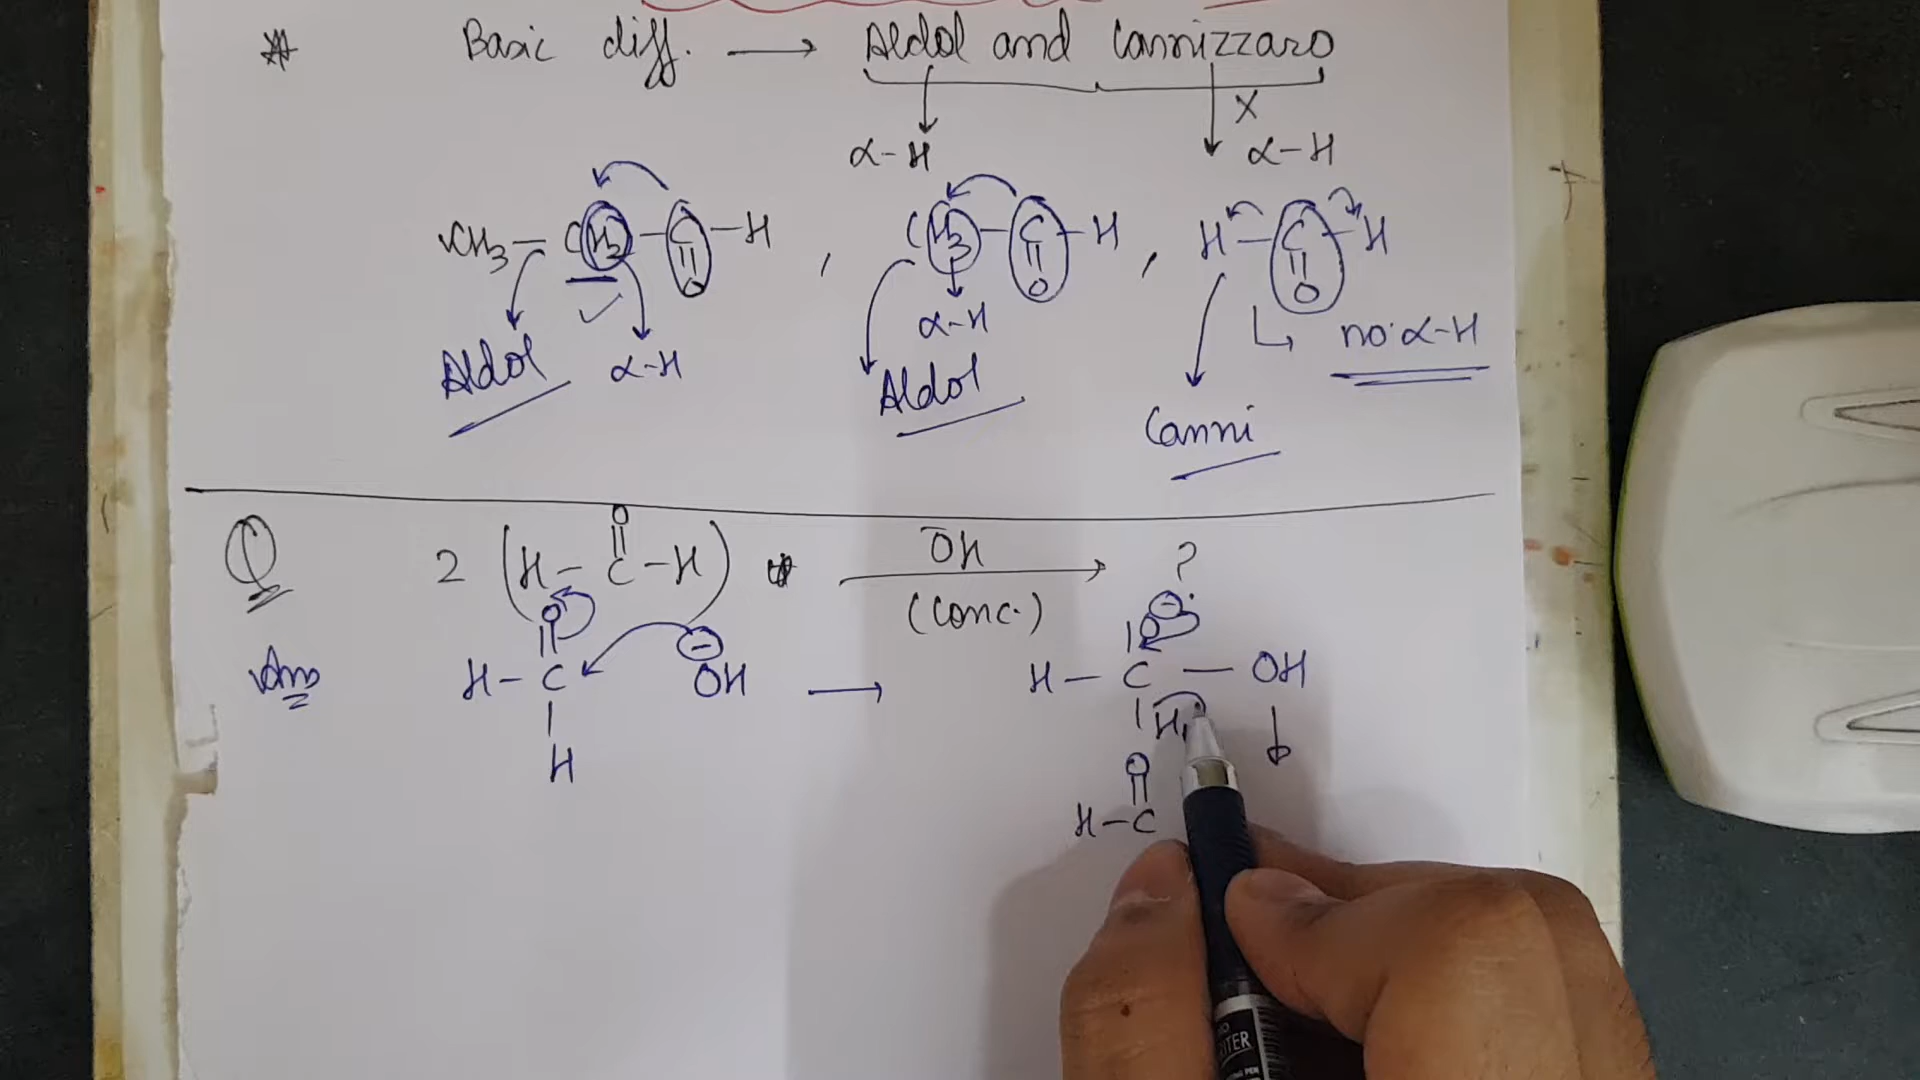 * Basic diff. → Aldol and Cannizzaro
X
α-H α-H
CH3-CH2-C-H , CH3-C-H , H-C-H
O O O
α-H no α-H
Aldol α-H
Aldol
Canni
O
Q 2 (H-C-H) OH ?
(Conc.)
O ⊖ ⊖ O
Ans H-C OH → H-C-OH
H H
O
H-C